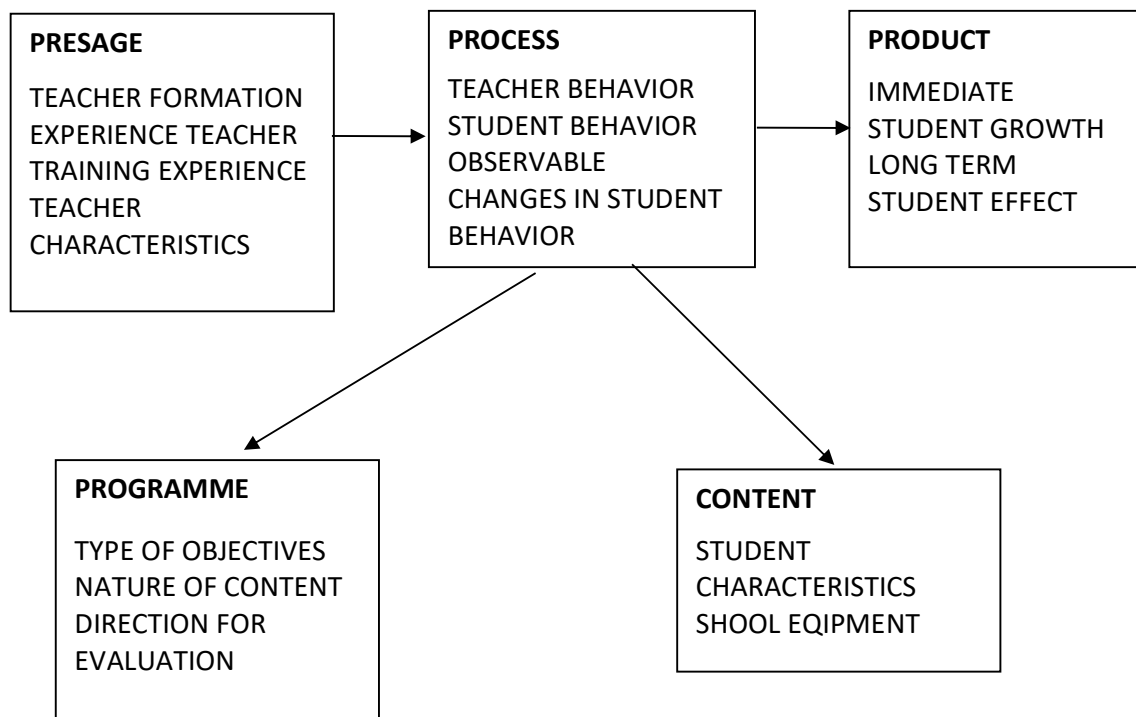 PRESAGE
TEACHER FORMATION
EXPERIENCE TEACHER
TRAINING EXPERIENCE
TEACHER
CHARACTERISTICS
PROCESS
TEACHER BEHAVIOR
STUDENT BEHAVIOR
OBSERVABLE
CHANGES IN STUDENT
BEHAVIOR
PRODUCT
IMMEDIATE
STUDENT GROWTH
LONG TERM
STUDENT EFFECT
PROGRAMME
TYPE OF OBJECTIVES
NATURE OF CONTENT
DIRECTION FOR
EVALUATION
CONTENT
STUDENT
CHARACTERISTICS
SHOOL EQIPMENT